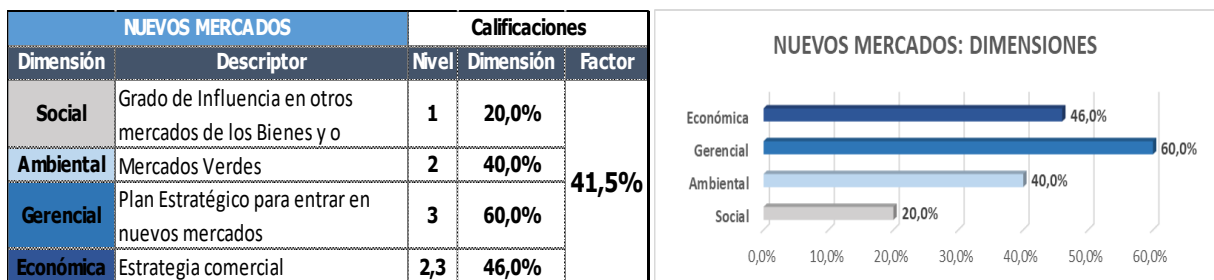 NUEVOS MERCADOS Calificaciones
Dimensión Descriptor Nivel Dimensión Factor
Social Grado de Influencia en otros mercados de los Bienes y o 1 20,0%
Ambiental Mercados Verdes 2 40,0%
41,5%
Gerencial Plan Estratégico para entrar en nuevos mercados 3 60,0%
Económica Estrategia comercial 2,3 46,0%
NUEVOS MERCADOS: DIMENSIONES
Económica 46,0%
Gerencial 60,0%
Ambiental 40,0%
Social 20,0%
0,0% 10,0% 20,0% 30,0% 40,0% 50,0% 60,0%